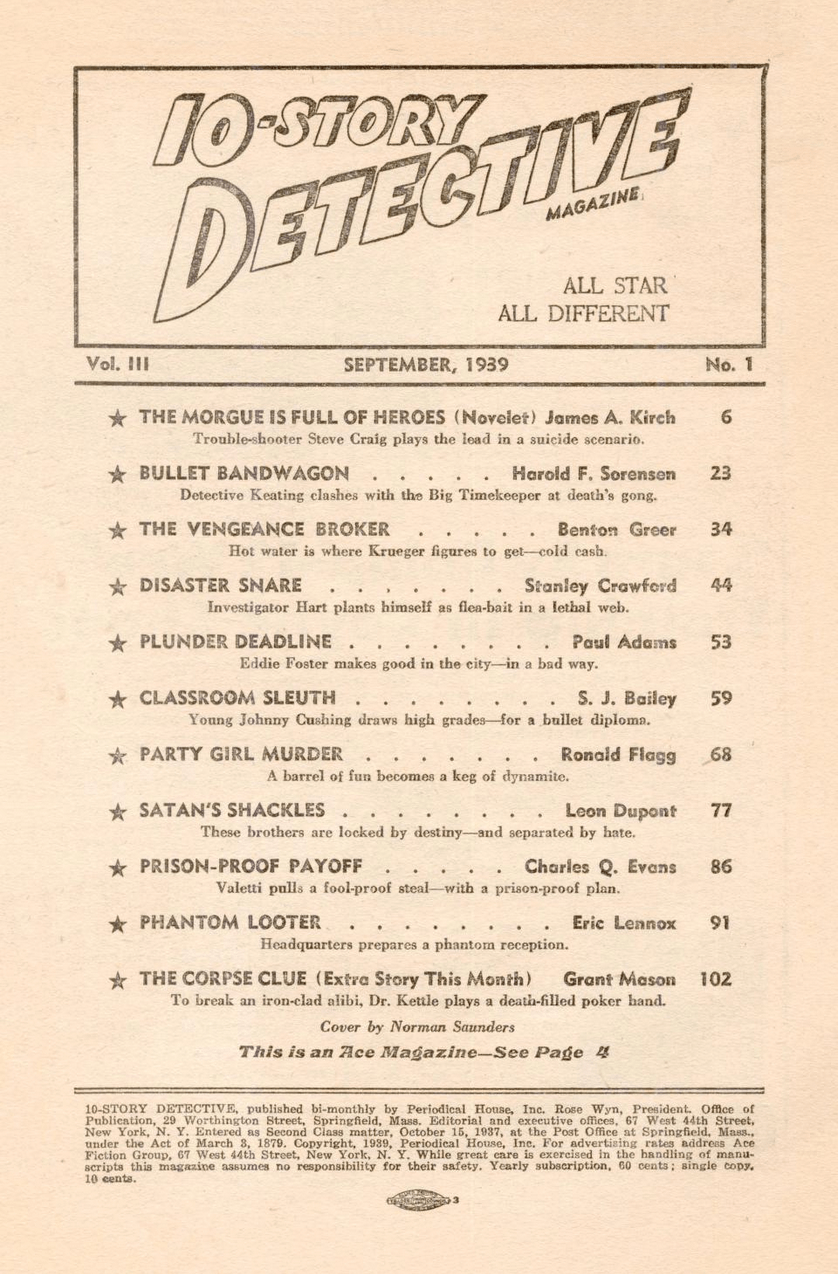 10-STORY
DETECTIVE
MAGAZINE
ALL STAR
ALL DIFFERENT
Vol. III SEPTEMBER, 1939 No. 1
★ THE MORGUE IS FULL OF HEROES (Novelet) James A. Kirch 6
Trouble-shooter Steve Craig plays the lead in a suicide scenario.
★ BULLET BANDWAGON . . . . . Harold F. Sorensen 23
Detective Keating clashes with the Big Timekeeper at death's gong.
★ THE VENGEANCE BROKER . . . . . Benton Greer 34
Hot water is where Krueger figures to get—cold cash.
★ DISASTER SNARE . . . . . . . Stanley Crawford 44
Investigator Hart plants himself as flea-bait in a lethal web.
★ PLUNDER DEADLINE . . . . . . . . Paul Adams 53
Eddie Foster makes good in the city—in a bad way.
★ CLASSROOM SLEUTH . . . . . . . . S. J. Bailey 59
Young Johnny Cushing draws high grades—for a bullet diploma.
★ PARTY GIRL MURDER . . . . . . . Ronald Flagg 68
A barrel of fun becomes a keg of dynamite.
★ SATAN'S SHACKLES . . . . . . . . Leon Dupont 77
These brothers are locked by destiny—and separated by hate.
★ PRISON-PROOF PAYOFF . . . . . Charles Q. Evans 86
Valetti pulls a fool-proof steal—with a prison-proof plan.
★ PHANTOM LOOTER . . . . . . . . Eric Lennox 91
Headquarters prepares a phantom reception.
★ THE CORPSE CLUE (Extra Story This Month) Grant Mason 102
To break an iron-clad alibi, Dr. Kettle plays a death-filled poker hand.
Cover by Norman Saunders
This is an Ace Magazine—See Page 4
10-STORY DETECTIVE, published bi-monthly by Periodical House, Inc. Rose Wyn, President. Office of
Publication, 29 Worthington Street, Springfield, Mass. Editorial and executive offices, 67 West 44th Street,
New York, N. Y. Entered as Second Class matter, October 15, 1937, at the Post Office at Springfield, Mass.,
under the Act of March 3, 1879. Copyright, 1939, Periodical House, Inc. For advertising rates address Ace
Fiction Group, 67 West 44th Street, New York, N. Y. While great care is exercised in the handling of manu-
scripts this magazine assumes no responsibility for their safety. Yearly subscription, 60 cents; single copy,
10 cents.
3